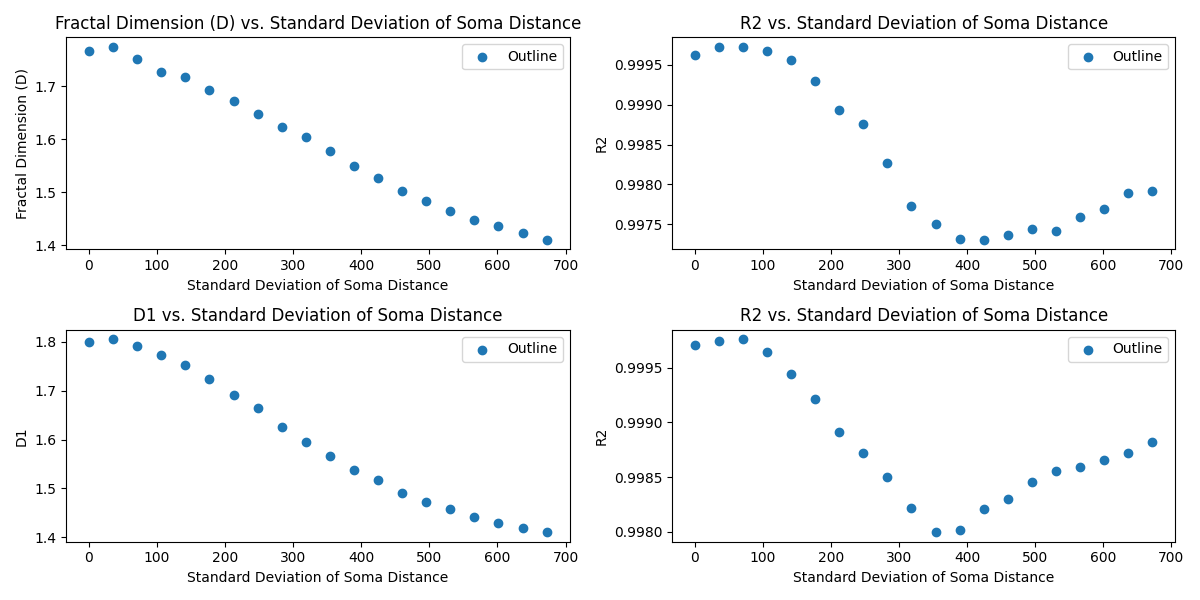 Fractal Dimension (D) vs. Standard Deviation of Soma Distance
Outline
Fractal Dimension (D)
1.7
1.6
1.5
1.4
0 100 200 300 400 500 600 700
Standard Deviation of Soma Distance
R2 vs. Standard Deviation of Soma Distance
Outline
R2
0.9995
0.9990
0.9985
0.9980
0.9975
0 100 200 300 400 500 600 700
Standard Deviation of Soma Distance
D1 vs. Standard Deviation of Soma Distance
Outline
D1
1.8
1.7
1.6
1.5
1.4
0 100 200 300 400 500 600 700
Standard Deviation of Soma Distance
R2 vs. Standard Deviation of Soma Distance
Outline
R2
0.9995
0.9990
0.9985
0.9980
0 100 200 300 400 500 600 700
Standard Deviation of Soma Distance